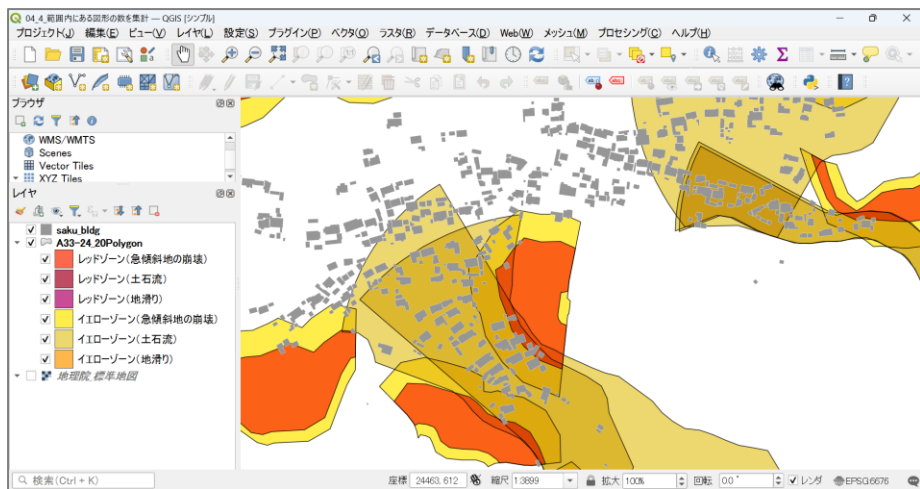 04_4_範囲内にある図形の数を集計 — QGIS [シンプル]
プロジェクト(J) 編集(E) ビュー(V) レイヤ(L) 設定(S) プラグイン(P) ベクタ(O) ラスタ(R) データベース(D) Web(W) メッシュ(M) プロセシング(C) ヘルプ(H)
ブラウザ
WMS/WMTS
Scenes
Vector Tiles
XYZ Tiles
レイヤ
saku_bldg
A33-24_20Polygon
レッドゾーン(急傾斜地の崩壊)
レッドゾーン(土石流)
レッドゾーン(地滑り)
イエローゾーン(急傾斜地の崩壊)
イエローゾーン(土石流)
イエローゾーン(地滑り)
地理院_標準地図
検索(Ctrl + K) 座標 24463.612 縮尺 1:3899 拡大 100% 回転 0.0 ° レンダ EPSG:6676